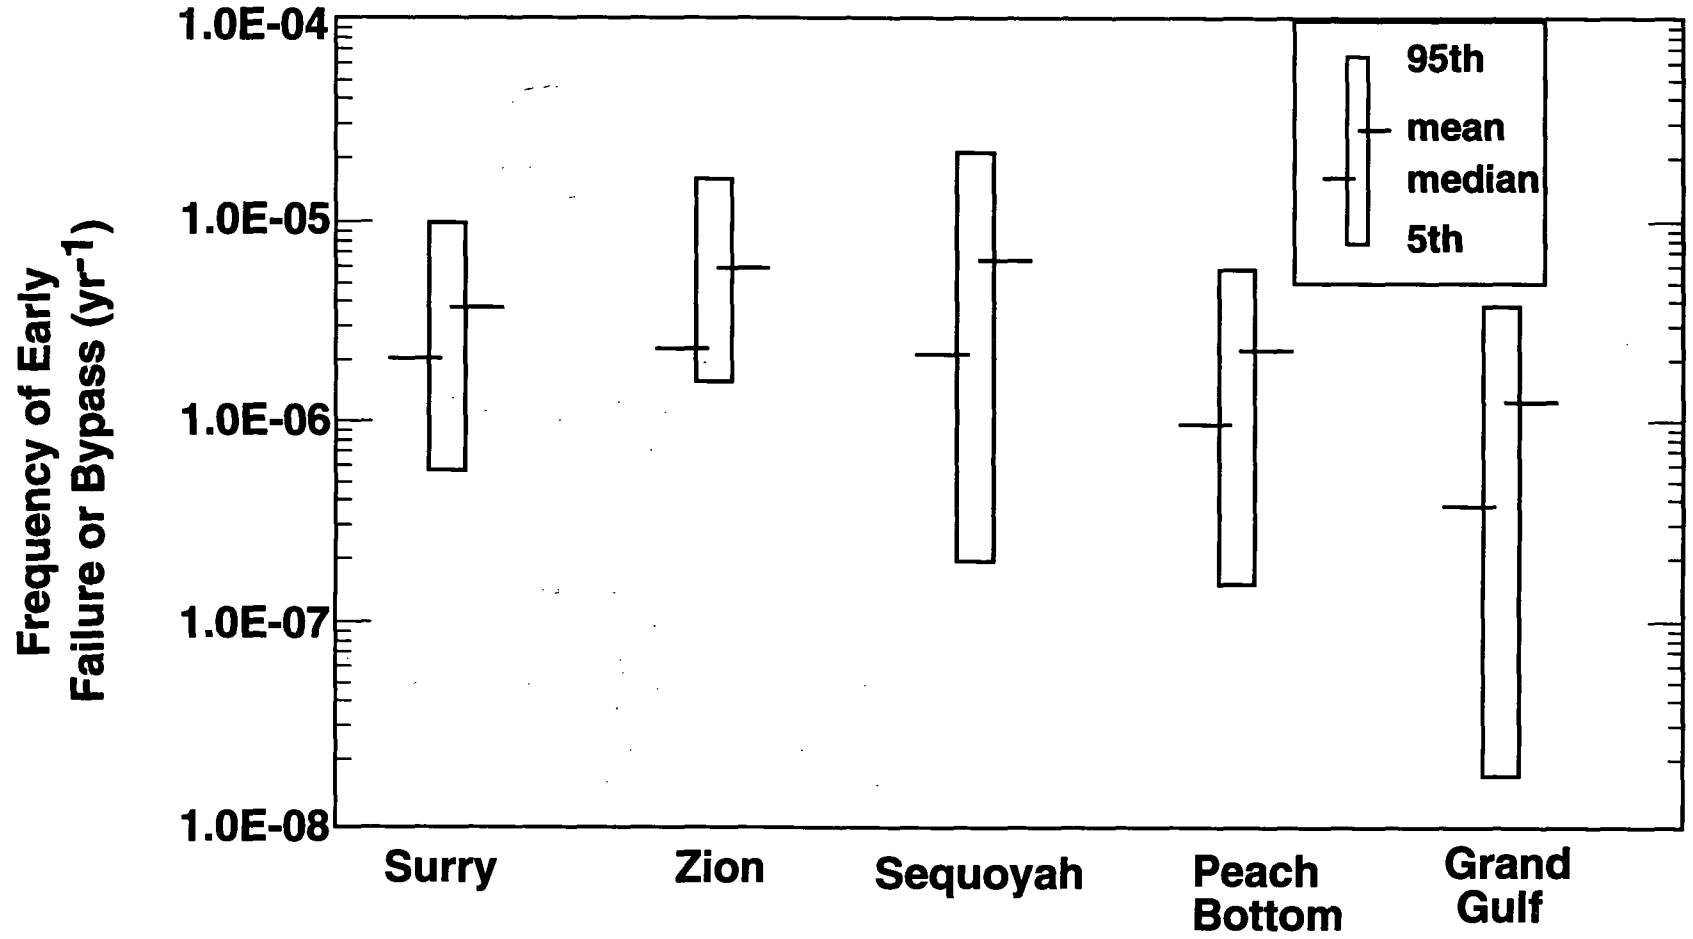 Frequency of Early
Failure or Bypass (yr⁻¹)
1.0E-04
1.0E-05
1.0E-06
1.0E-07
1.0E-08
95th
mean
median
5th
Surry
Zion
Sequoyah
Peach
Bottom
Grand
Gulf